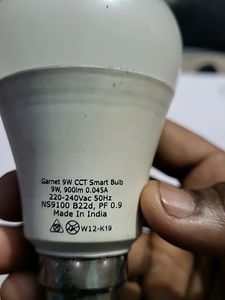 Garnet 9W CCT Smart Bulb
9W, 900lm 0.045A
220-240Vac 50Hz
NS9100 B22d, PF 0.9
Made In India
W12-K19